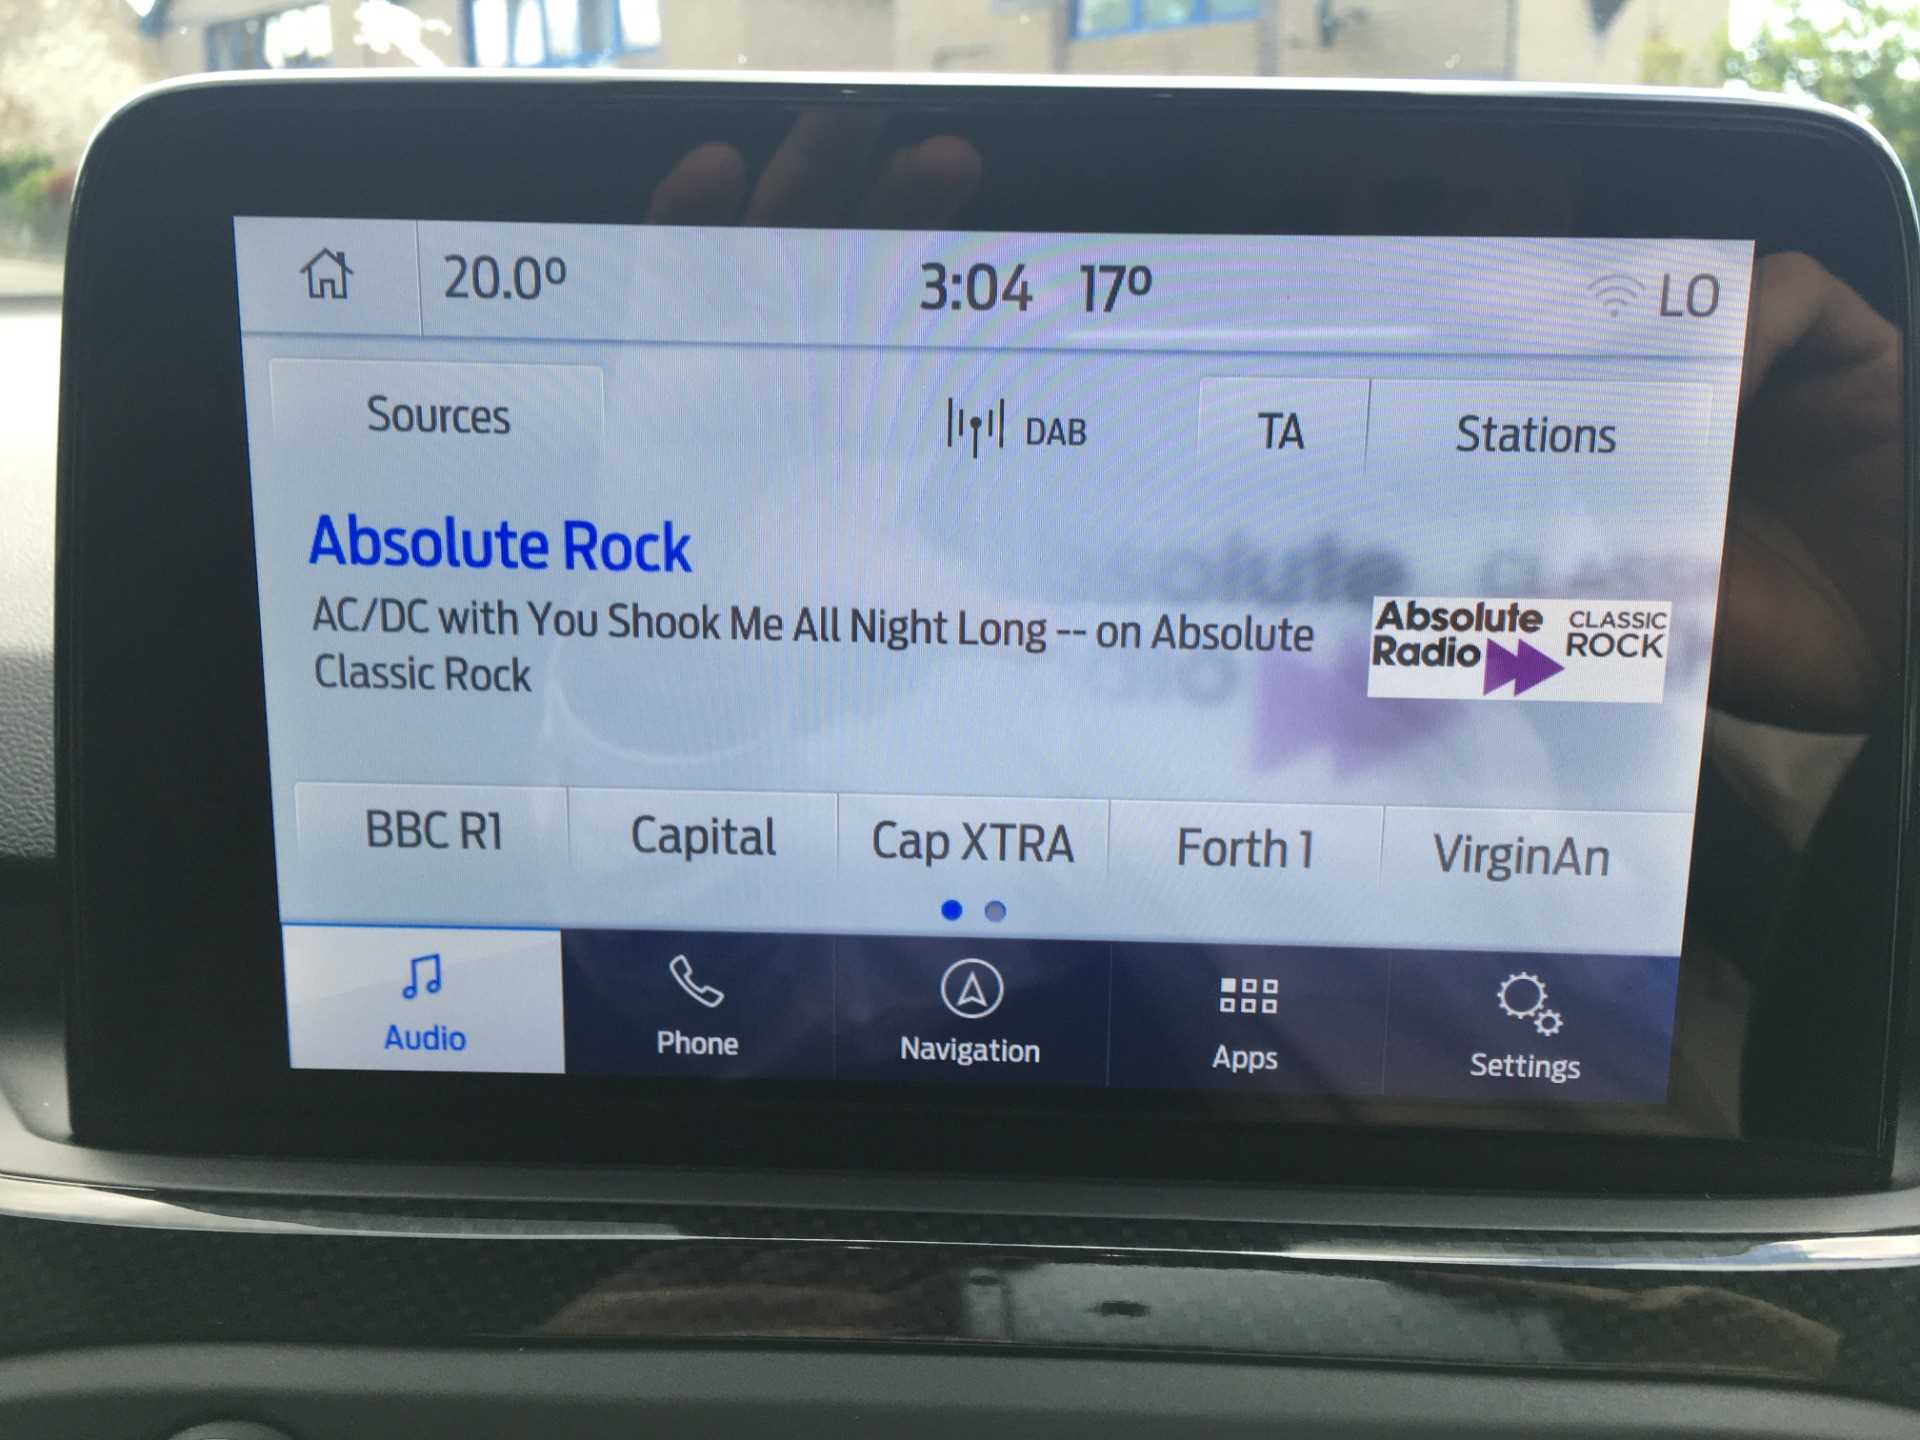 20.0º 3:04 17º LO
Sources DAB TA Stations
Absolute Rock
AC/DC with You Shook Me All Night Long -- on Absolute
Classic Rock
Absolute CLASSIC
Radio ROCK
BBC R1 Capital Cap XTRA Forth 1 VirginAn
Audio Phone Navigation Apps Settings